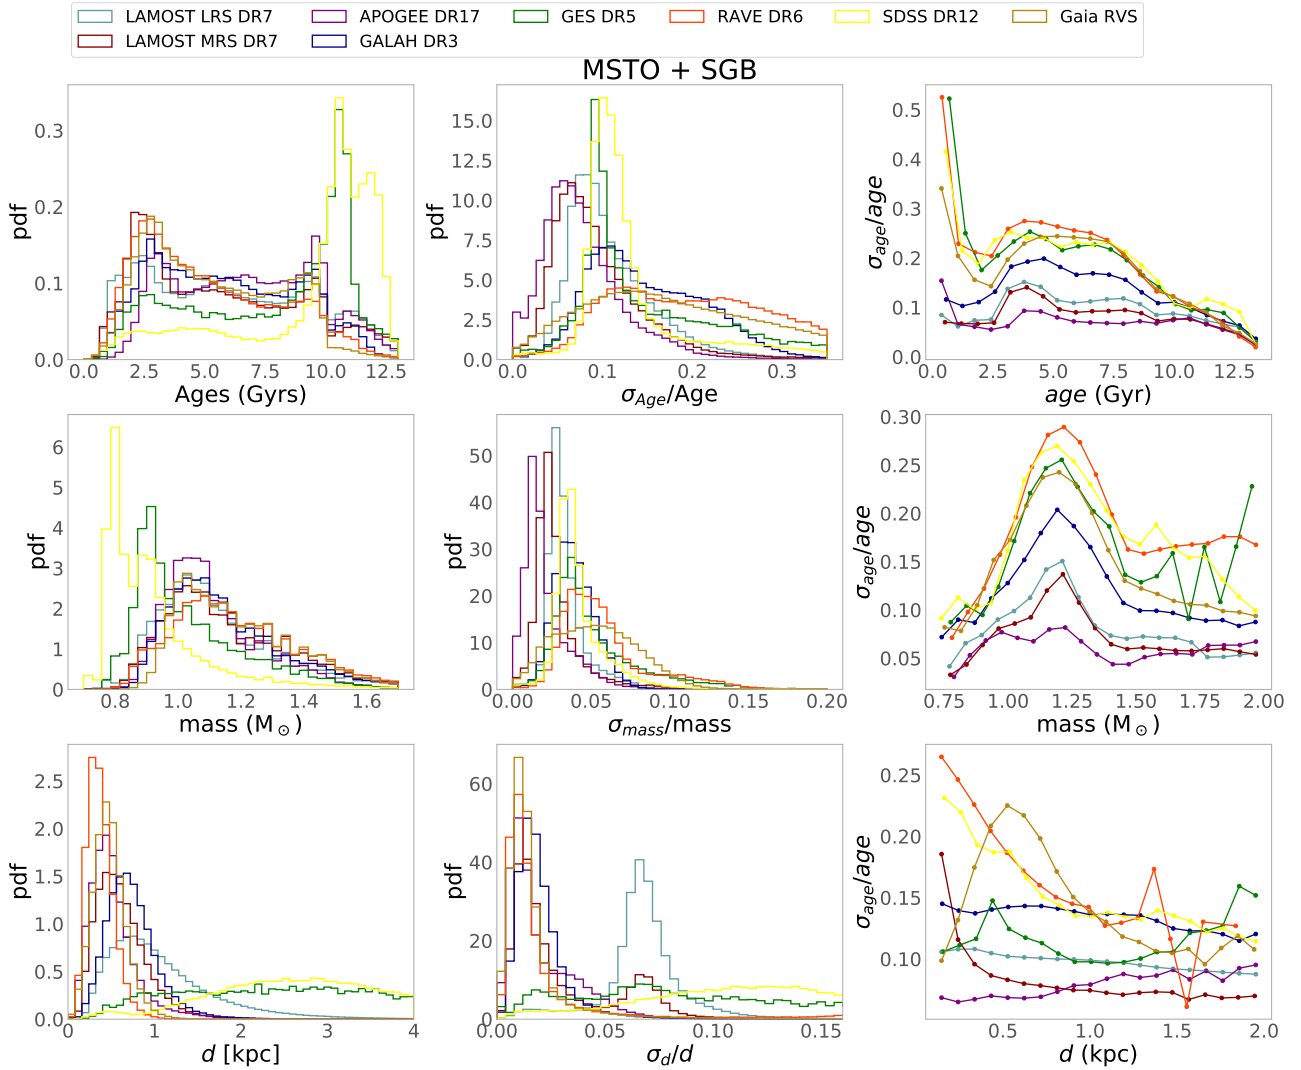 LAMOST LRS DR7 APOGEE DR17 GES DR5 RAVE DR6 SDSS DR12 Gaia RVS
LAMOST MRS DR7 GALAH DR3
MSTO + SGB
pdf
0.0 0.1 0.2 0.3
0.0 2.5 5.0 7.5 10.0 12.5
Ages (Gyrs)
pdf
0.0 2.5 5.0 7.5 10.0 12.5 15.0
0.0 0.1 0.2 0.3
σ_Age/Age
σ_age/age
0.0 0.1 0.2 0.3 0.4 0.5
0.0 2.5 5.0 7.5 10.0 12.5
age (Gyr)
pdf
0 1 2 3 4 5 6
0.8 1.0 1.2 1.4 1.6
mass (M⊙)
pdf
0 10 20 30 40 50
0.00 0.05 0.10 0.15 0.20
σ_mass/mass
σ_age/age
0.05 0.10 0.15 0.20 0.25 0.30
0.75 1.00 1.25 1.50 1.75 2.00
mass (M⊙)
pdf
0.0 0.5 1.0 1.5 2.0 2.5
0 1 2 3 4
d [kpc]
pdf
0 20 40 60
0.00 0.05 0.10 0.15
σ_d/d
σ_age/age
0.10 0.15 0.20 0.25
0.5 1.0 1.5 2.0
d (kpc)